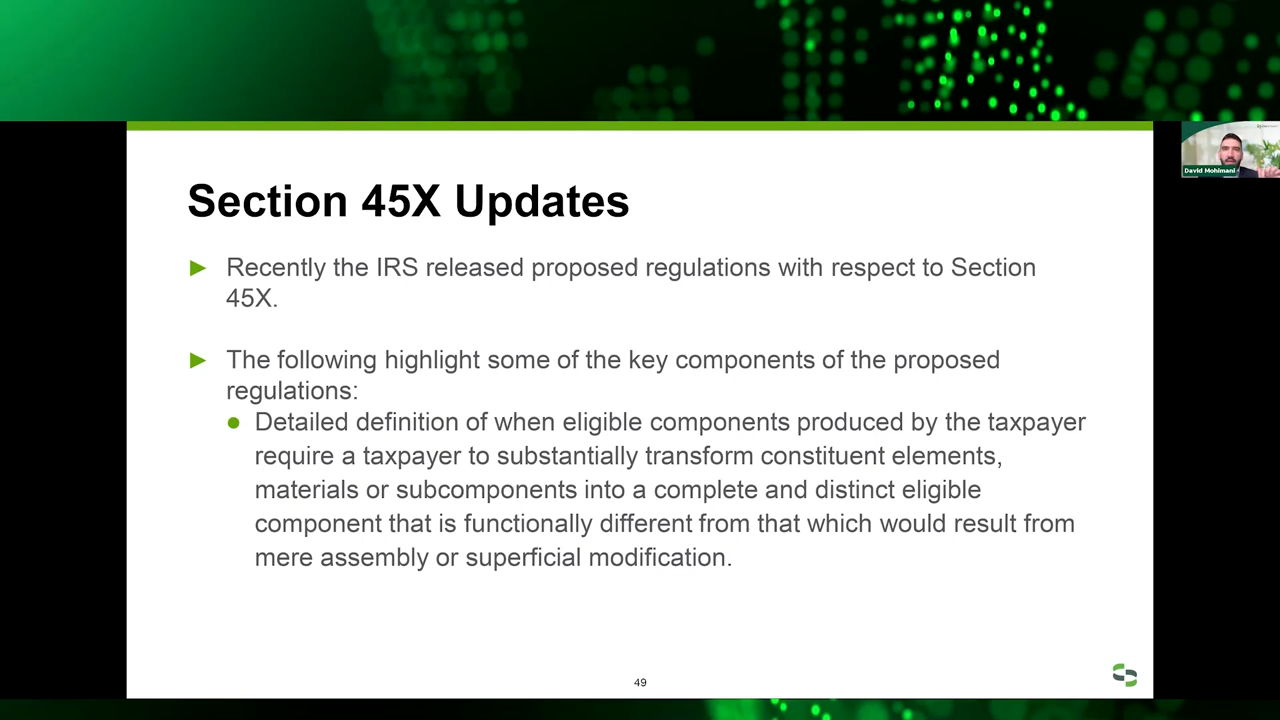 Section 45X Updates
► Recently the IRS released proposed regulations with respect to Section
45X.
► The following highlight some of the key components of the proposed
regulations:
● Detailed definition of when eligible components produced by the taxpayer
require a taxpayer to substantially transform constituent elements,
materials or subcomponents into a complete and distinct eligible
component that is functionally different from that which would result from
mere assembly or superficial modification.
49
David Mohimani